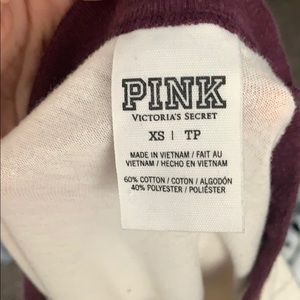 PINK
VICTORIA'S SECRET
XS | TP
MADE IN VIETNAM / FAIT AU
VIETNAM / HECHO EN VIETNAM
60% COTTON / COTON / ALGODÓN
40% POLYESTER / POLIÉSTER